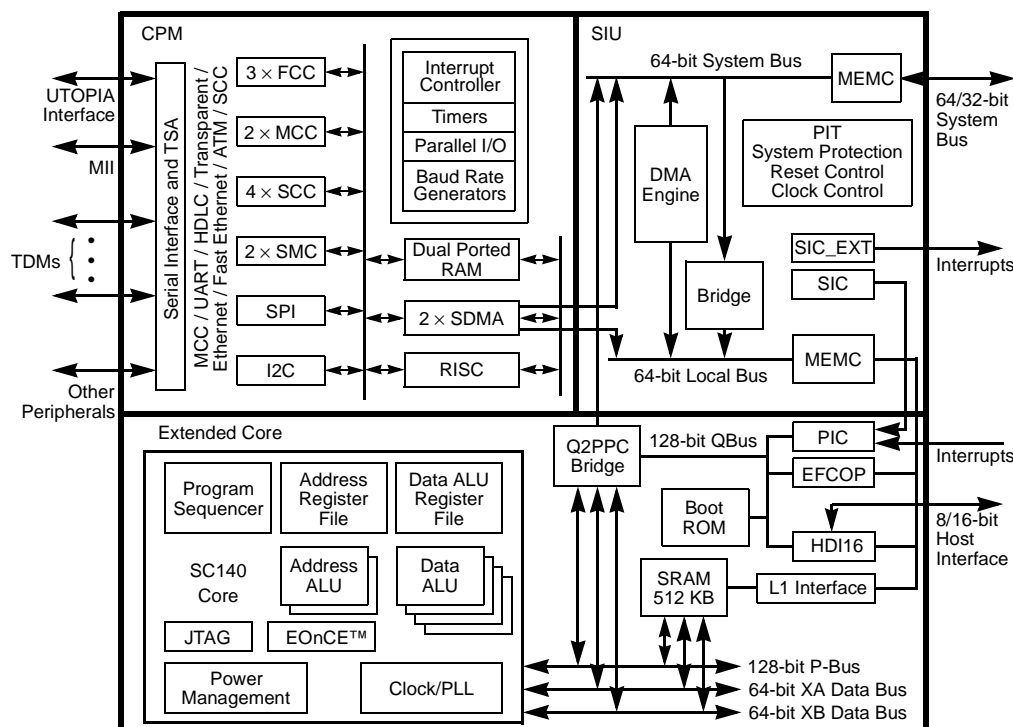 CPM
SIU
UTOPIA
Interface
MII
TDMs
Other
Peripherals
Serial Interface and TSA
MCC / UART / HDLC / Transparent /
Ethernet / Fast Ethernet / ATM / SCC
3 × FCC
2 × MCC
4 × SCC
2 × SMC
SPI
I2C
Interrupt
Controller
Timers
Parallel I/O
Baud Rate
Generators
Dual Ported
RAM
2 × SDMA
RISC
64-bit System Bus
MEMC
64/32-bit
System
Bus
PIT
System Protection
Reset Control
Clock Control
DMA
Engine
Bridge
SIC_EXT
Interrupts
SIC
MEMC
64-bit Local Bus
Extended Core
Program
Sequencer
Address
Register
File
Data ALU
Register
File
SC140
Core
Address
ALU
Data
ALU
JTAG
EOnCE™
Power
Management
Clock/PLL
Q2PPC
Bridge
128-bit QBus
PIC
Interrupts
EFCOP
Boot
ROM
HDI16
8/16-bit
Host
Interface
SRAM
512 KB
L1 Interface
128-bit P-Bus
64-bit XA Data Bus
64-bit XB Data Bus